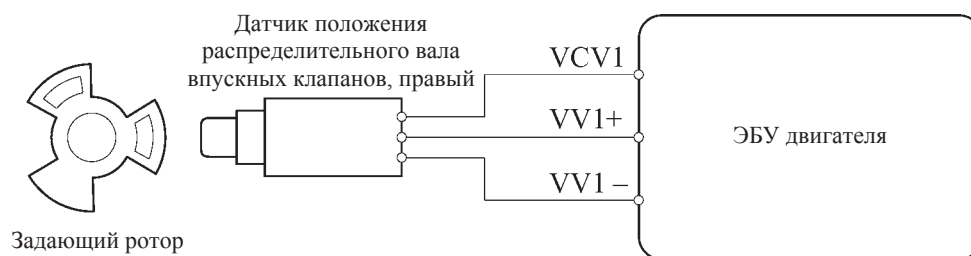 Датчик положения
распределительного вала
впускных клапанов, правый
VCV1
VV1+
VV1 –
ЭБУ двигателя
Задающий ротор